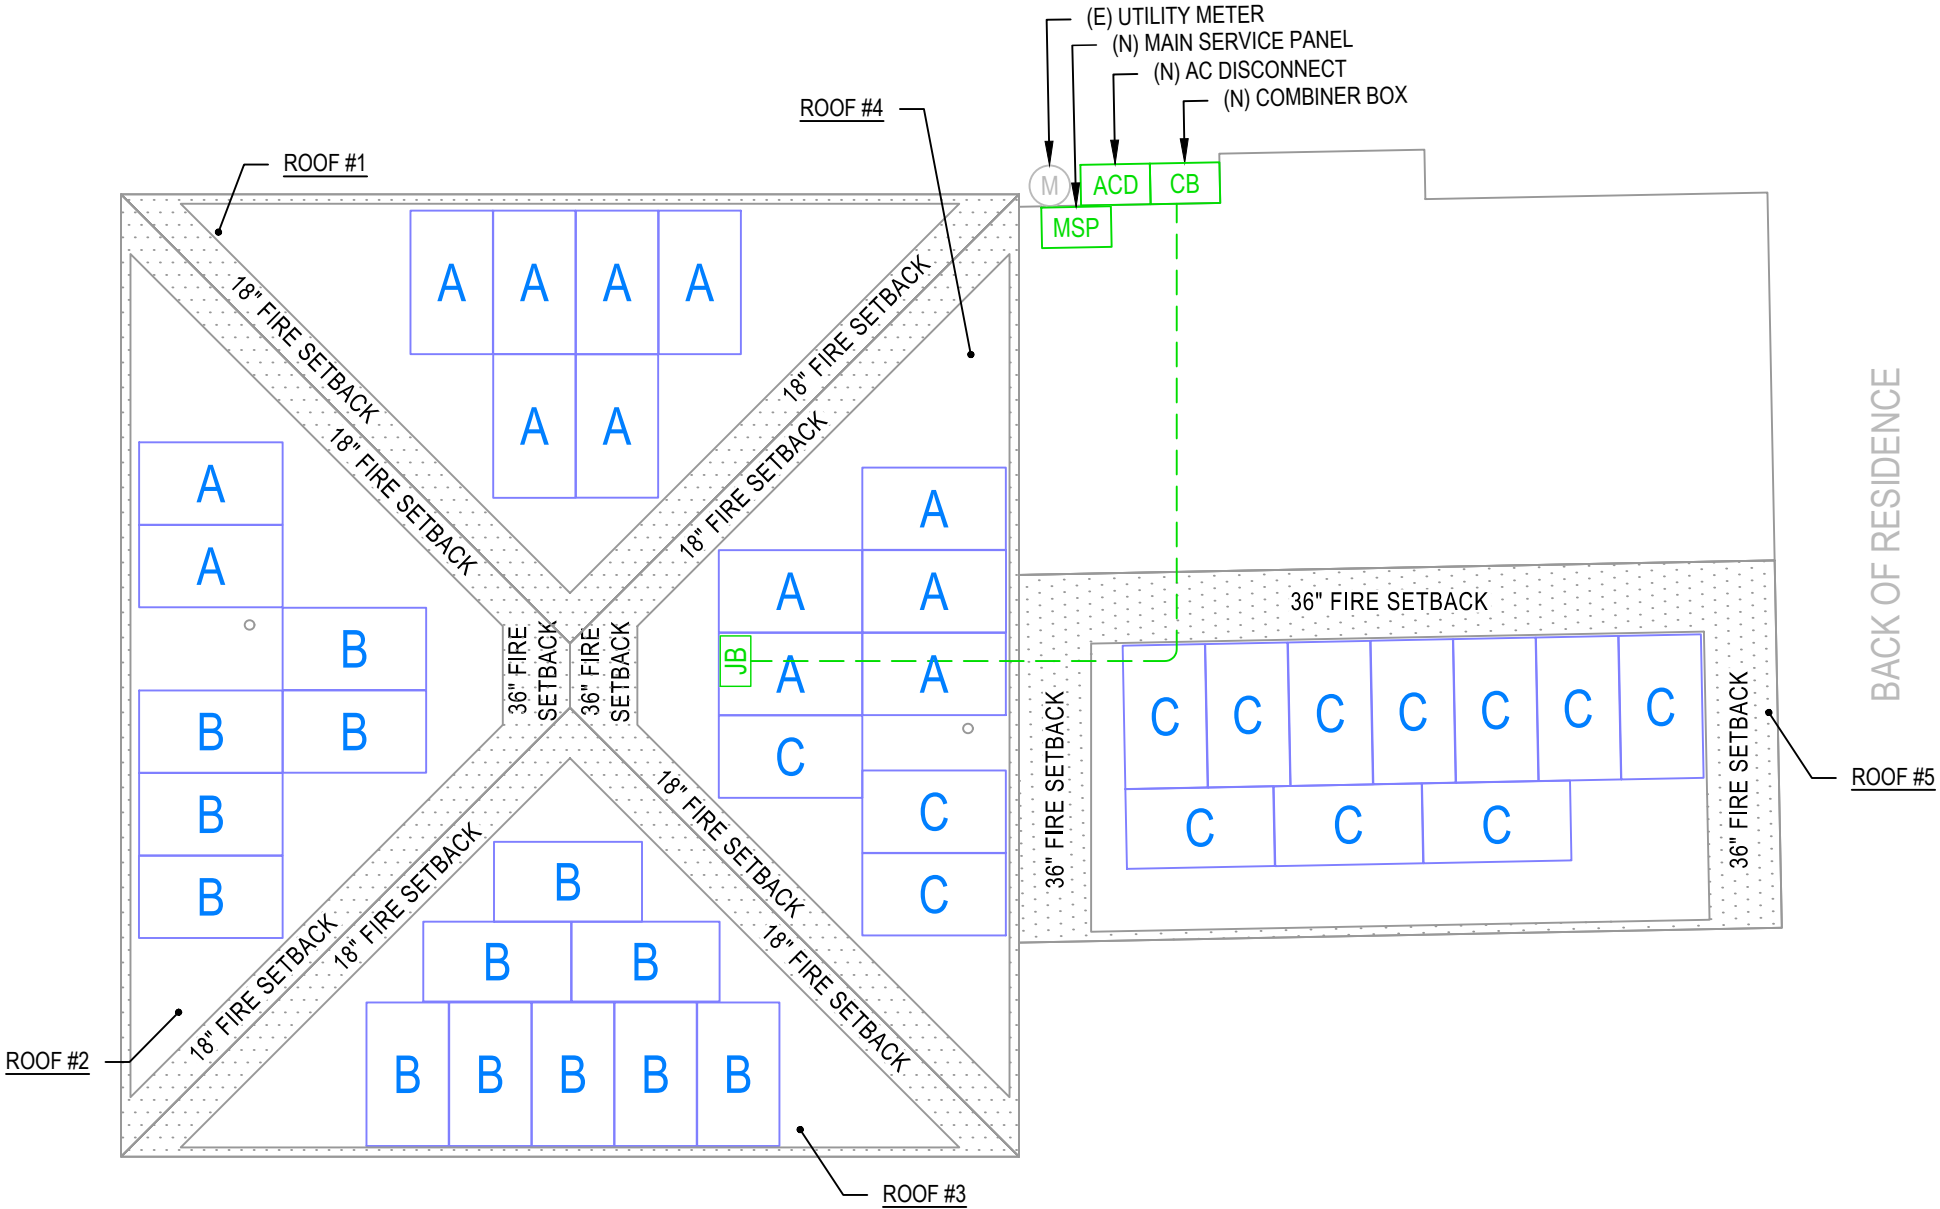 (E) UTILITY METER
(N) MAIN SERVICE PANEL
(N) AC DISCONNECT
(N) COMBINER BOX
ROOF #4
ROOF #1
M
ACD
CB
MSP
18" FIRE SETBACK
18" FIRE SETBACK
18" FIRE SETBACK
18" FIRE SETBACK
A A A A
A A
A
A
B
B B
B
B
36" FIRE
SETBACK
36" FIRE
SETBACK
A
A A
JB
A A
C
C
C
36" FIRE SETBACK
36" FIRE SETBACK
36" FIRE SETBACK
C C C C C C C
C C C
BACK OF RESIDENCE
ROOF #5
18" FIRE SETBACK
18" FIRE SETBACK
18" FIRE SETBACK
18" FIRE SETBACK
B
B B
B B B B B
ROOF #2
ROOF #3